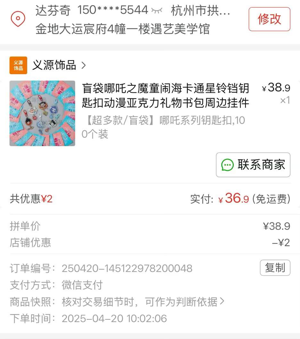 达芬奇 150****5544 杭州市拱...
金地大运宸府4幢一楼遇艺美学馆
修改
义源饰品
义源饰品 >
盲袋哪吒之魔童闹海卡通星铃铛钥
匙扣动漫亚克力礼物书包周边挂件
¥38.9
×1
【超多款/盲袋】哪吒系列钥匙扣,10
0个装
联系商家
共优惠¥2
实付: ¥36.9 (免运费)
拼单价 ¥38.9
店铺优惠 -¥2
订单编号: 250420-145122978200048 复制
支付方式: 微信支付
商品快照: 核对交易细节时,可作为判断依据 >
下单时间: 2025-04-20 10:02:06